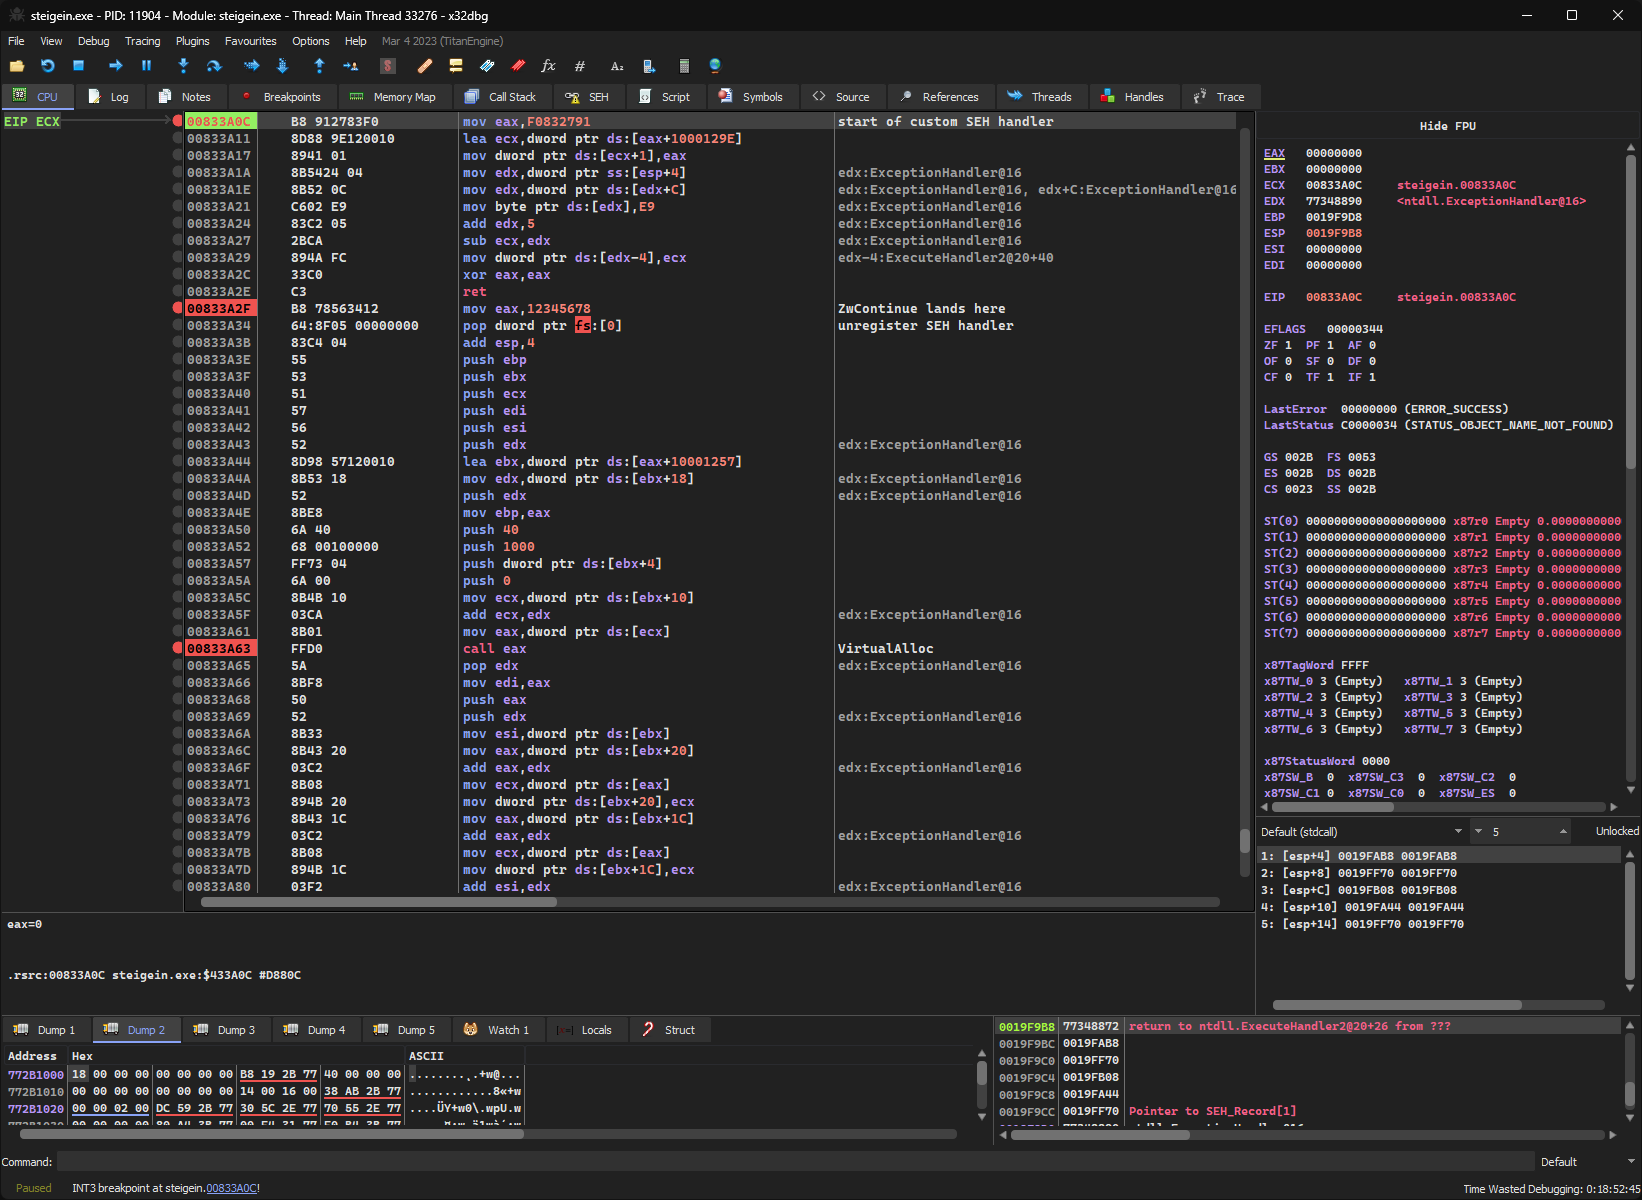 steigein.exe - PID: 11904 - Module: steigein.exe - Thread: Main Thread 33276 - x32dbg
File View Debug Tracing Plugins Favourites Options Help Mar 4 2023 (TitanEngine)
CPU Log Notes Breakpoints Memory Map Call Stack SEH Script Symbols Source References Threads Handles Trace
EIP ECX
00833A0C B8 912783F0 mov eax,F0832791 start of custom SEH handler
00833A11 8D88 9E120010 lea ecx,dword ptr ds:[eax+1000129E]
00833A17 8941 01 mov dword ptr ds:[ecx+1],eax
00833A1A 8B5424 04 mov edx,dword ptr ss:[esp+4] edx:ExceptionHandler@16
00833A1E 8B52 0C mov edx,dword ptr ds:[edx+C] edx:ExceptionHandler@16, edx+C:ExceptionHandler@16
00833A21 C602 E9 mov byte ptr ds:[edx],E9 edx:ExceptionHandler@16
00833A24 83C2 05 add edx,5 edx:ExceptionHandler@16
00833A27 2BCA sub ecx,edx edx:ExceptionHandler@16
00833A29 894A FC mov dword ptr ds:[edx-4],ecx edx-4:ExecuteHandler2@20+40
00833A2C 33C0 xor eax,eax
00833A2E C3 ret
00833A2F B8 78563412 mov eax,12345678 ZwContinue lands here
00833A34 64:8F05 00000000 pop dword ptr fs:[0] unregister SEH handler
00833A3B 83C4 04 add esp,4
00833A3E 55 push ebp
00833A3F 53 push ebx
00833A40 51 push ecx
00833A41 57 push edi
00833A42 56 push esi
00833A43 52 push edx edx:ExceptionHandler@16
00833A44 8D98 57120010 lea ebx,dword ptr ds:[eax+10001257]
00833A4A 8B53 18 mov edx,dword ptr ds:[ebx+18] edx:ExceptionHandler@16
00833A4D 52 push edx edx:ExceptionHandler@16
00833A4E 8BE8 mov ebp,eax
00833A50 6A 40 push 40
00833A52 68 00100000 push 1000
00833A57 FF73 04 push dword ptr ds:[ebx+4]
00833A5A 6A 00 push 0
00833A5C 8B4B 10 mov ecx,dword ptr ds:[ebx+10]
00833A5F 03CA add ecx,edx edx:ExceptionHandler@16
00833A61 8B01 mov eax,dword ptr ds:[ecx]
00833A63 FFD0 call eax VirtualAlloc
00833A65 5A pop edx edx:ExceptionHandler@16
00833A66 8BF8 mov edi,eax
00833A68 50 push eax
00833A69 52 push edx edx:ExceptionHandler@16
00833A6A 8B33 mov esi,dword ptr ds:[ebx]
00833A6C 8B43 20 mov eax,dword ptr ds:[ebx+20]
00833A6F 03C2 add eax,edx edx:ExceptionHandler@16
00833A71 8B08 mov ecx,dword ptr ds:[eax]
00833A73 894B 20 mov dword ptr ds:[ebx+20],ecx
00833A76 8B43 1C mov eax,dword ptr ds:[ebx+1C]
00833A79 03C2 add eax,edx edx:ExceptionHandler@16
00833A7B 8B08 mov ecx,dword ptr ds:[eax]
00833A7D 894B 1C mov dword ptr ds:[ebx+1C],ecx
00833A80 03F2 add esi,edx edx:ExceptionHandler@16
Hide FPU
EAX 00000000
EBX 00000000
ECX 00833A0C steigein.00833A0C
EDX 77348890 <ntdll.ExceptionHandler@16>
EBP 0019F9D8
ESP 0019F9B8
ESI 00000000
EDI 00000000
EIP 00833A0C steigein.00833A0C
EFLAGS 00000344
ZF 1 PF 1 AF 0
OF 0 SF 0 DF 0
CF 0 TF 1 IF 1
LastError 00000000 (ERROR_SUCCESS)
LastStatus C0000034 (STATUS_OBJECT_NAME_NOT_FOUND)
GS 002B FS 0053
ES 002B DS 002B
CS 0023 SS 002B
ST(0) 00000000000000000000 x87r0 Empty 0.0000000000
ST(1) 00000000000000000000 x87r1 Empty 0.0000000000
ST(2) 00000000000000000000 x87r2 Empty 0.0000000000
ST(3) 00000000000000000000 x87r3 Empty 0.0000000000
ST(4) 00000000000000000000 x87r4 Empty 0.0000000000
ST(5) 00000000000000000000 x87r5 Empty 0.0000000000
ST(6) 00000000000000000000 x87r6 Empty 0.0000000000
ST(7) 00000000000000000000 x87r7 Empty 0.0000000000
x87TagWord FFFF
x87TW_0 3 (Empty) x87TW_1 3 (Empty)
x87TW_2 3 (Empty) x87TW_3 3 (Empty)
x87TW_4 3 (Empty) x87TW_5 3 (Empty)
x87TW_6 3 (Empty) x87TW_7 3 (Empty)
x87StatusWord 0000
x87SW_B 0 x87SW_C3 0 x87SW_C2 0
x87SW_C1 0 x87SW_C0 0 x87SW_ES 0
Default (stdcall) 5 Unlocked
1: [esp+4] 0019FAB8 0019FAB8
2: [esp+8] 0019FF70 0019FF70
3: [esp+C] 0019FB08 0019FB08
4: [esp+10] 0019FA44 0019FA44
5: [esp+14] 0019FF70 0019FF70
eax=0
.rsrc:00833A0C steigein.exe:$433A0C #D880C
Dump 1 Dump 2 Dump 3 Dump 4 Dump 5 Watch 1 Locals Struct
Address Hex ASCII
772B1000 18 00 00 00 00 00 00 00 B8 19 2B 77 40 00 00 00 ........¸.+w@...
772B1010 00 00 00 00 00 00 00 00 14 00 16 00 38 AB 2B 77 ............8«+w
772B1020 00 00 02 00 DC 59 2B 77 30 5C 2E 77 70 55 2E 77 ....ÜY+w0\.wpU.w
0019F9B8 77348872 return to ntdll.ExecuteHandler2@20+26 from ???
0019F9BC 0019FAB8
0019F9C0 0019FF70
0019F9C4 0019FB08
0019F9C8 0019FA44
0019F9CC 0019FF70 Pointer to SEH_Record[1]
Command: Default
Paused INT3 breakpoint at steigein.00833A0C! Time Wasted Debugging: 0:18:52:45